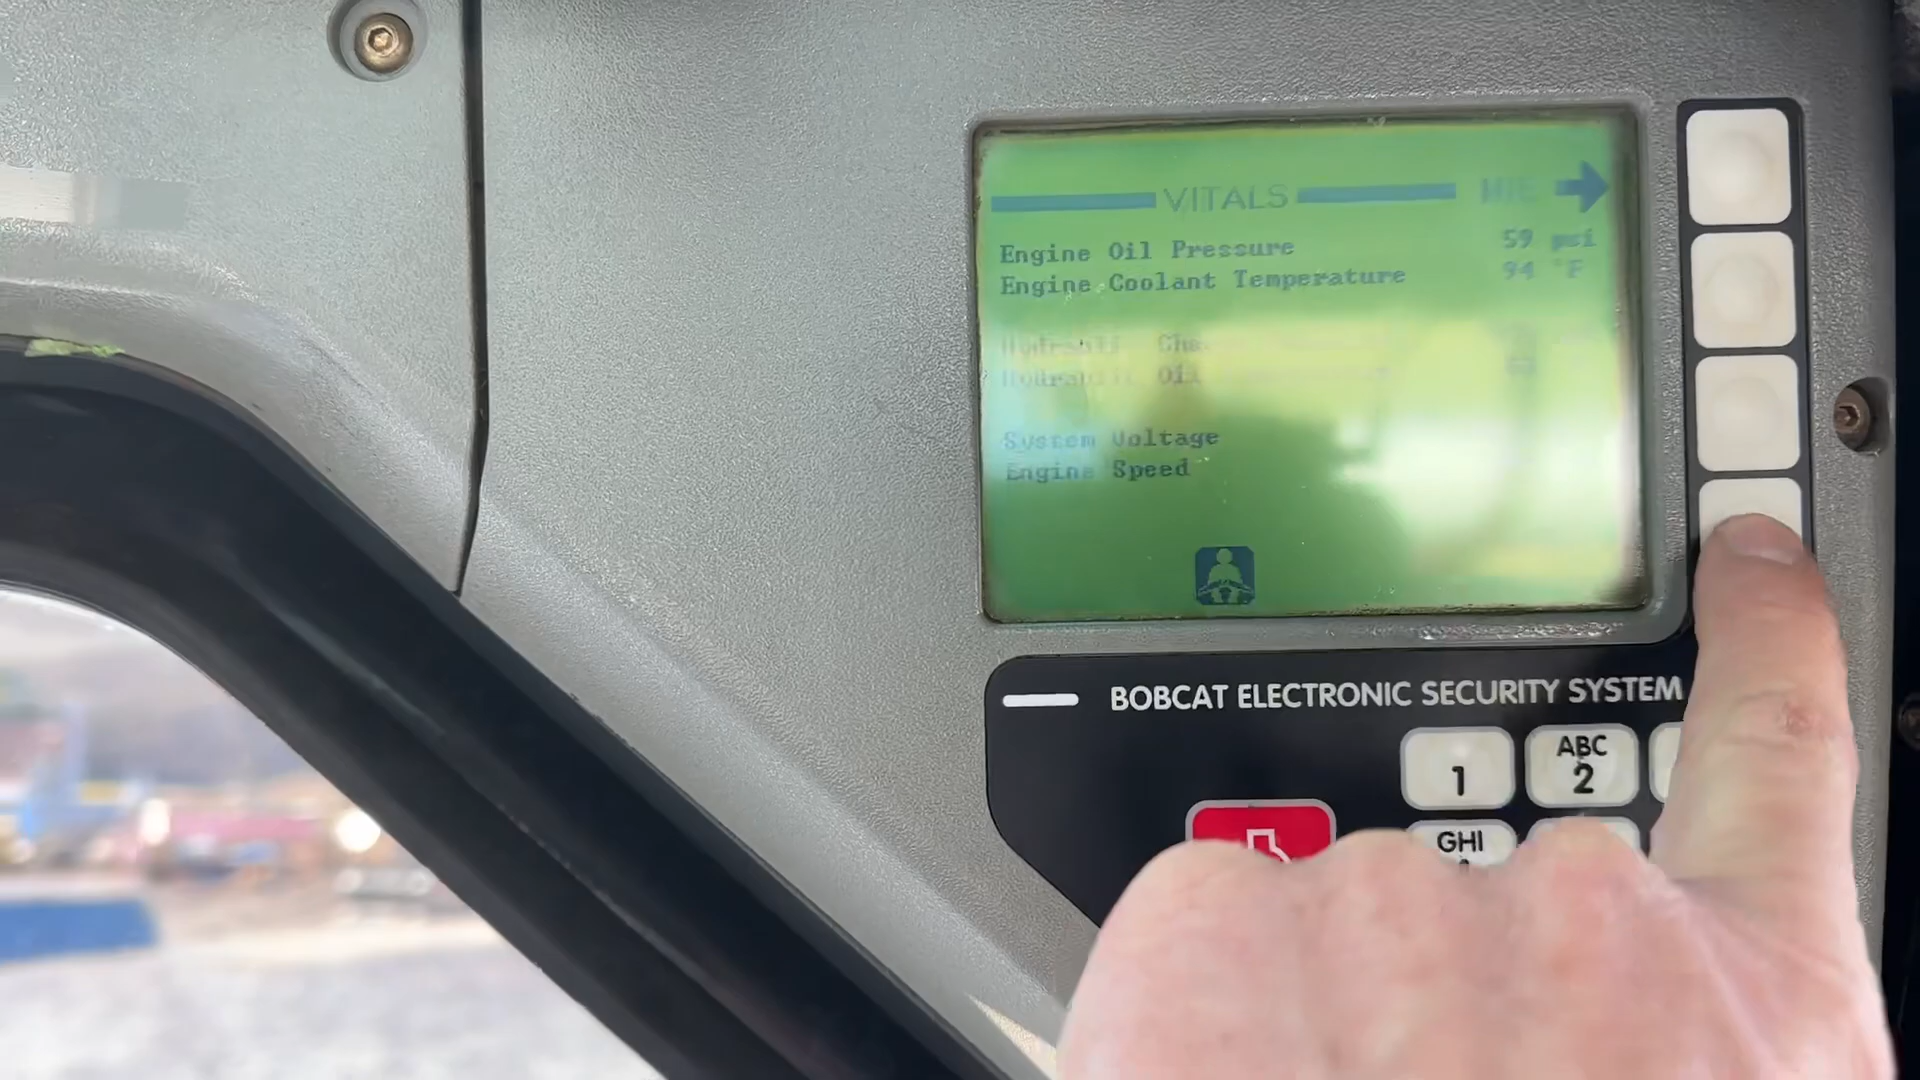 VITALS
Engine Oil Pressure 59 psi
Engine Coolant Temperature 94 °F
Oil
System Voltage
Engine Speed
BOBCAT ELECTRONIC SECURITY SYSTEM
1 ABC 2
GHI